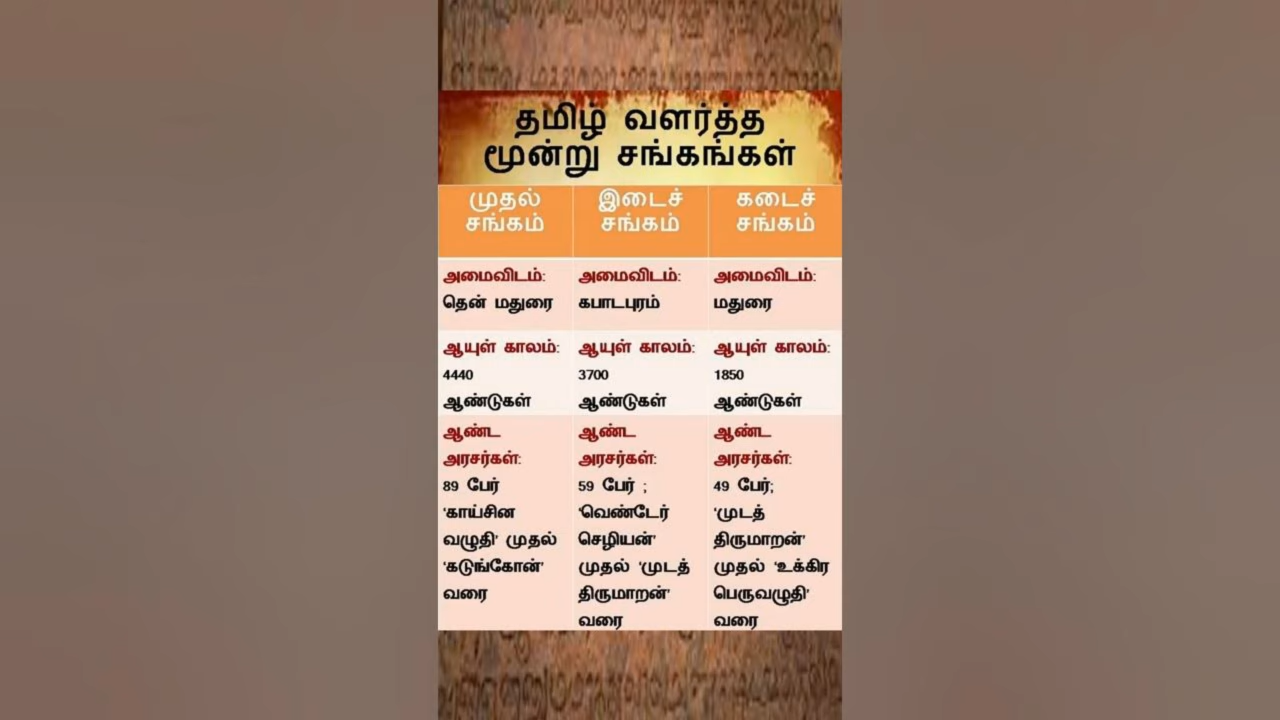 தமிழ் வளர்த்த
மூன்று சங்கங்கள்
முதல்
சங்கம்
இடைச்
சங்கம்
கடைச்
சங்கம்
அமைவிடம்:
தென் மதுரை
அமைவிடம்:
கபாடபுரம்
அமைவிடம்:
மதுரை
ஆயுள் காலம்:
4440
ஆண்டுகள்
ஆயுள் காலம்:
3700
ஆண்டுகள்
ஆயுள் காலம்:
1850
ஆண்டுகள்
ஆண்ட
அரசர்கள்:
89 பேர்
'காய்சின
வழுதி' முதல்
'கடுங்கோன்'
வரை
ஆண்ட
அரசர்கள்:
59 பேர் ;
'வெண்டேர்
செழியன்'
முதல் 'முடத்
திருமாறன்'
வரை
ஆண்ட
அரசர்கள்:
49 பேர்;
'முடத்
திருமாறன்'
முதல் 'உக்கிர
பெருவழுதி'
வரை